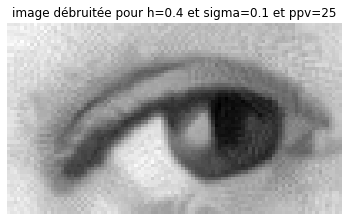 image débruitée pour h=0.4 et sigma=0.1 et ppv=25